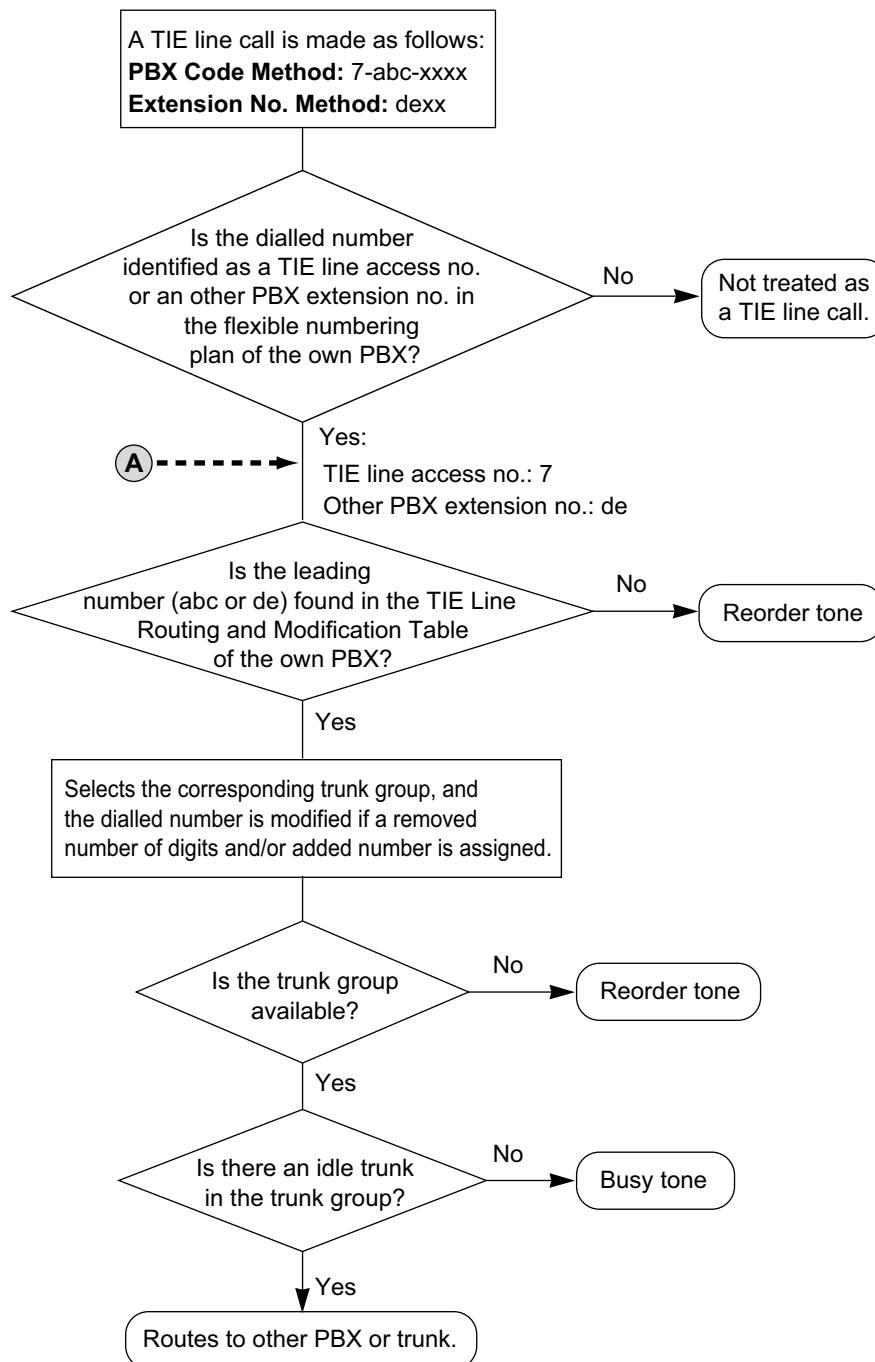 A TIE line call is made as follows:
PBX Code Method: 7-abc-xxxx
Extension No. Method: dexx
Is the dialled number
identified as a TIE line access no.
or an other PBX extension no. in
the flexible numbering
plan of the own PBX?
No
Not treated as
a TIE line call.
Yes:
A
TIE line access no.: 7
Other PBX extension no.: de
Is the leading
number (abc or de) found in the TIE Line
Routing and Modification Table
of the own PBX?
No
Reorder tone
Yes
Selects the corresponding trunk group, and
the dialled number is modified if a removed
number of digits and/or added number is assigned.
Is the trunk group
available?
No
Reorder tone
Yes
Is there an idle trunk
in the trunk group?
No
Busy tone
Yes
Routes to other PBX or trunk.